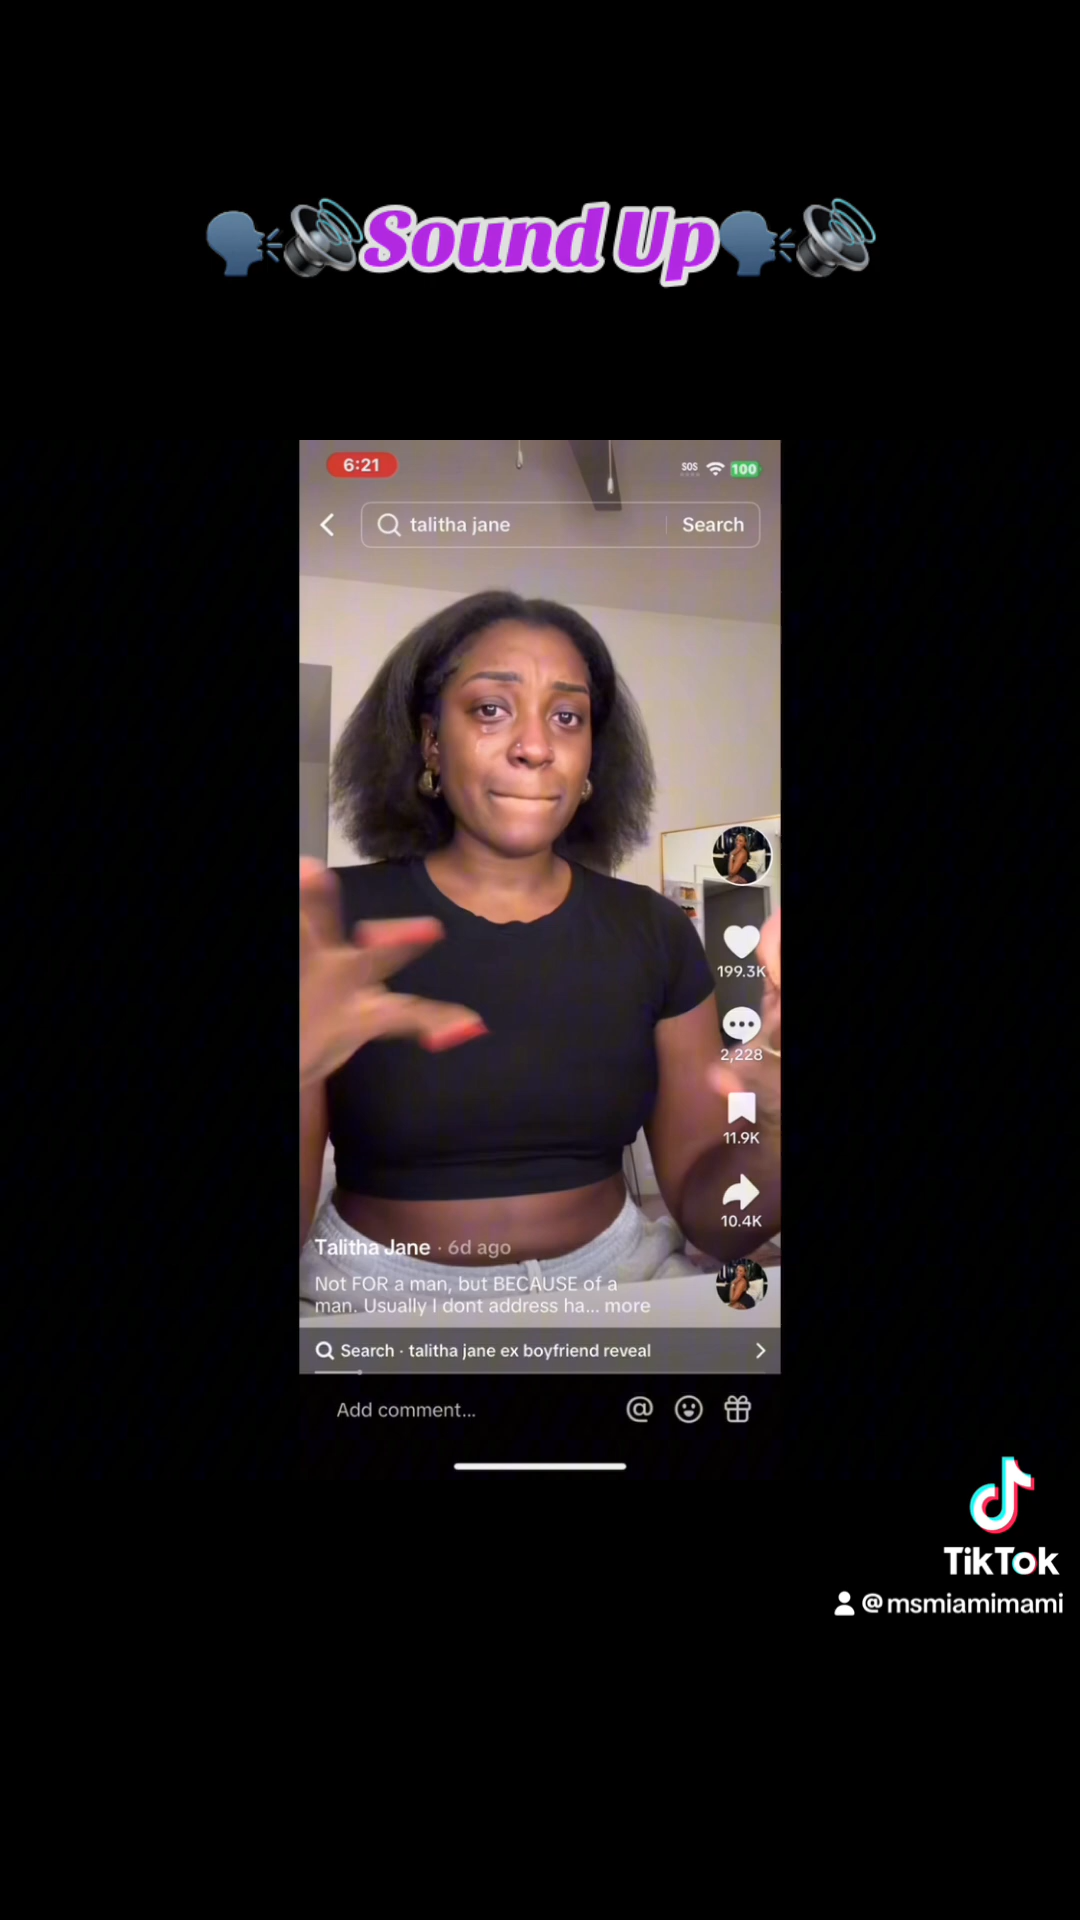 Sound Up
6:21
SOS
100
talitha jane
Search
199.3K
2,228
11.9K
10.4K
Talitha Jane · 6d ago
Not FOR a man, but BECAUSE of a
man. Usually I dont address ha... more
Search · talitha jane ex boyfriend reveal
Add comment...
TikTok
@msmiamimami